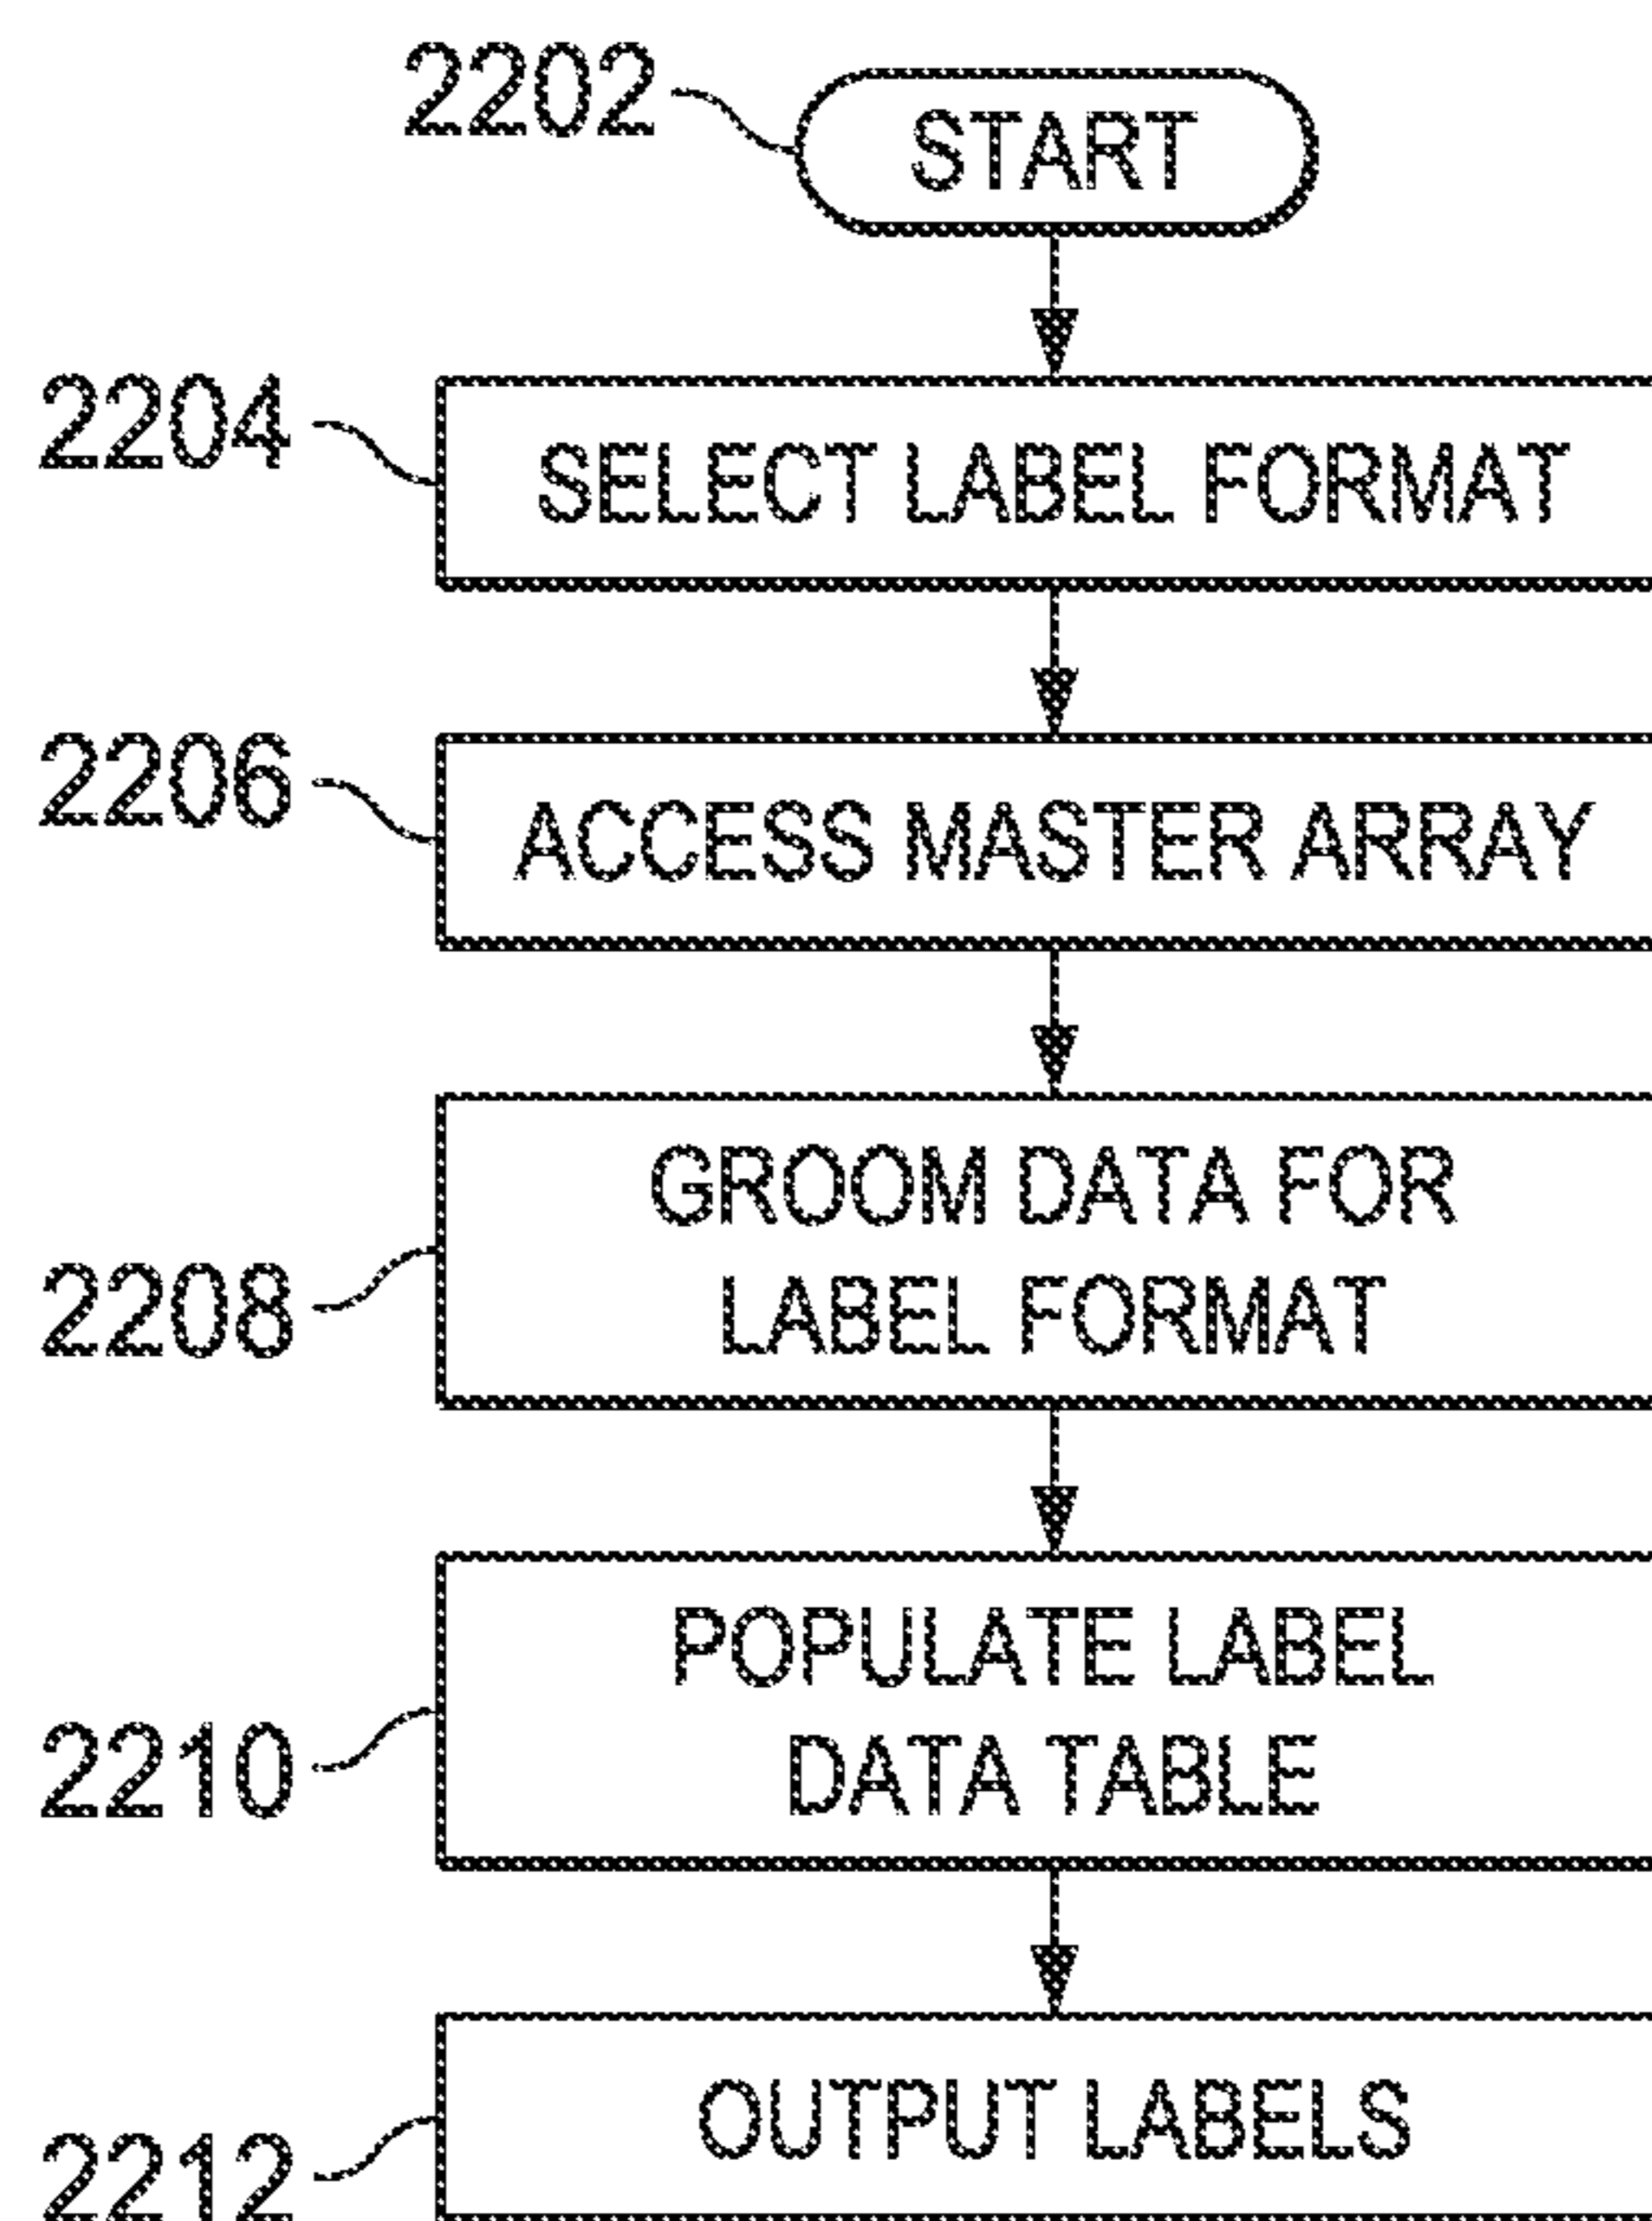 2202
START
2204
SELECT LABEL FORMAT
2206
ACCESS MASTER ARRAY
GROOM DATA FOR
LABEL FORMAT
2208
POPULATE LABEL
DATA TABLE
2210
OUTPUT LABELS
2212